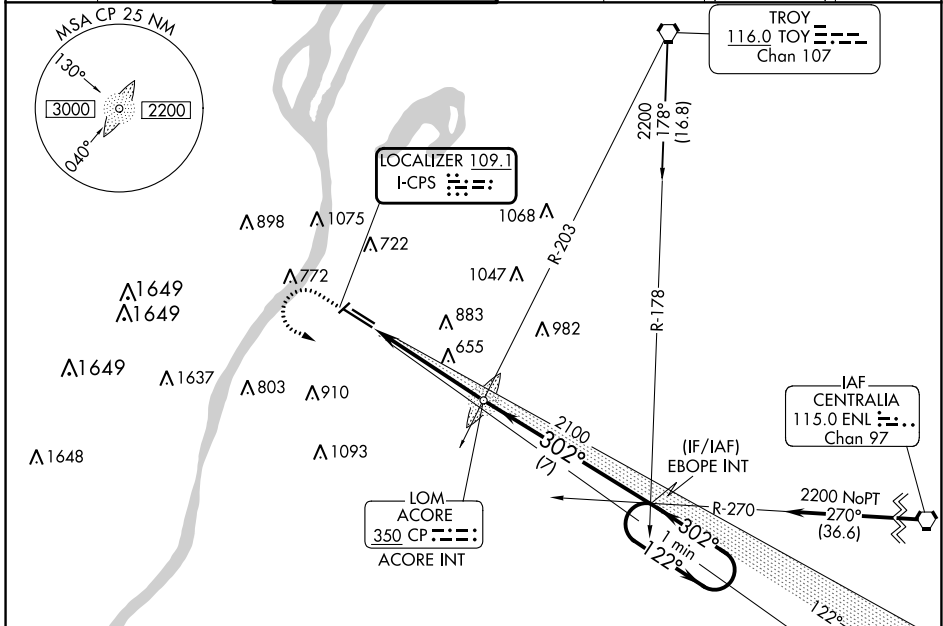 MSA CP 25 NM
130°
3000
2200
040°
TROY
116.0 TOY
Chan 107
2200
178°
(16.8)
LOCALIZER 109.1
I-CPS
898
1075
722
1068
R-203
772
1047
R-178
1649
1649
883
982
655
1649
1637
803
910
IAF
CENTRALIA
115.0 ENL
Chan 97
2100
302°
(7)
(IF/IAF)
EBOPE INT
1648
1093
LOM
ACORE
350 CP
ACORE INT
R-270
2200 NoPT
270°
(36.6)
302°
1 min
122°
122°